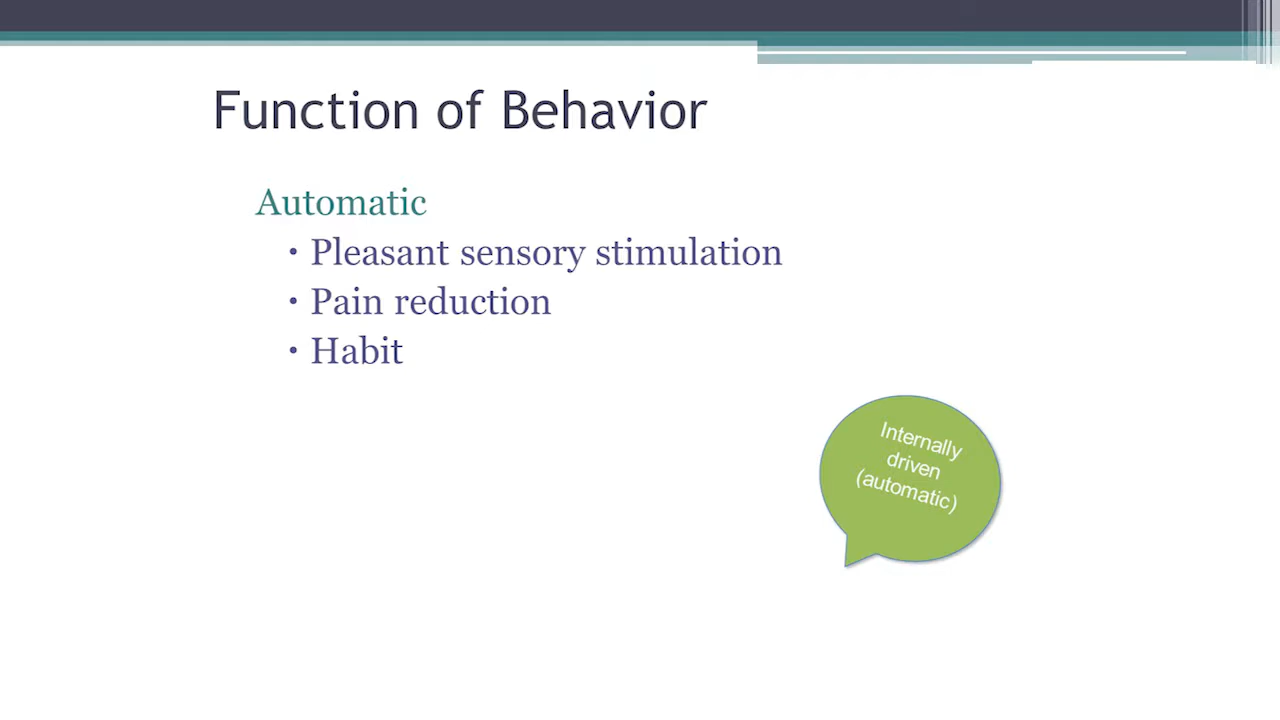 Function of Behavior
Automatic
• Pleasant sensory stimulation
• Pain reduction
• Habit
Internally
driven
(automatic)